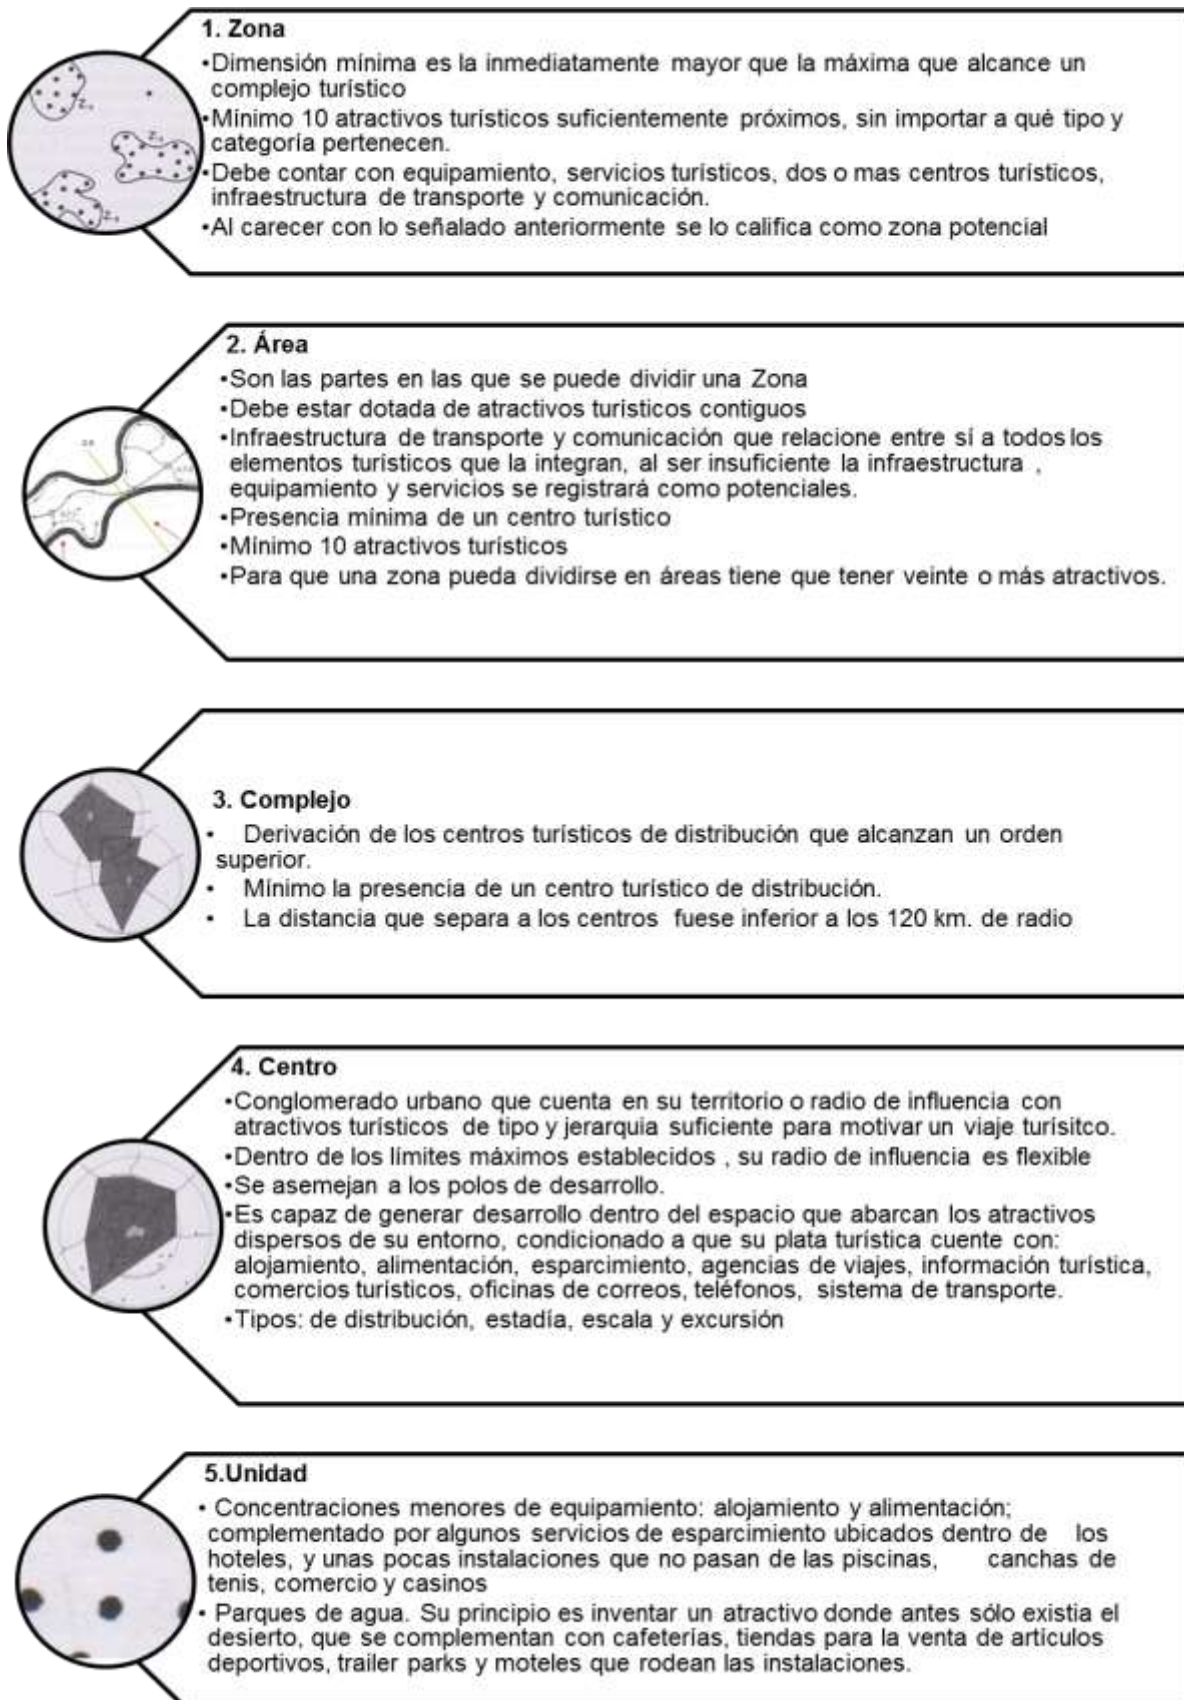 1. Zona
•Dimensión mínima es la inmediatamente mayor que la máxima que alcance un
complejo turístico
•Mínimo 10 atractivos turísticos suficientemente próximos, sin importar a qué tipo y
categoría pertenecen.
•Debe contar con equipamiento, servicios turísticos, dos o mas centros turísticos,
infraestructura de transporte y comunicación.
•Al carecer con lo señalado anteriormente se lo califica como zona potencial
2. Área
•Son las partes en las que se puede dividir una Zona
•Debe estar dotada de atractivos turísticos contiguos
•Infraestructura de transporte y comunicación que relacione entre sí a todos los
elementos turísticos que la integran, al ser insuficiente la infraestructura ,
equipamiento y servicios se registrará como potenciales.
•Presencia mínima de un centro turístico
•Mínimo 10 atractivos turísticos
•Para que una zona pueda dividirse en áreas tiene que tener veinte o más atractivos.
3. Complejo
• Derivación de los centros turísticos de distribución que alcanzan un orden
superior.
• Mínimo la presencia de un centro turístico de distribución.
• La distancia que separa a los centros fuese inferior a los 120 km. de radio
4. Centro
•Conglomerado urbano que cuenta en su territorio o radio de influencia con
atractivos turísticos de tipo y jerarquia suficiente para motivar un viaje turísitco.
•Dentro de los límites máximos establecidos , su radio de influencia es flexible
•Se asemejan a los polos de desarrollo.
•Es capaz de generar desarrollo dentro del espacio que abarcan los atractivos
dispersos de su entorno, condicionado a que su plata turística cuente con:
alojamiento, alimentación, esparcimiento, agencias de viajes, información turística,
comercios turísticos, oficinas de correos, teléfonos, sistema de transporte.
•Tipos: de distribución, estadía, escala y excursión
5.Unidad
• Concentraciones menores de equipamiento: alojamiento y alimentación;
complementado por algunos servicios de esparcimiento ubicados dentro de los
hoteles, y unas pocas instalaciones que no pasan de las piscinas, canchas de
tenis, comercio y casinos
• Parques de agua. Su principio es inventar un atractivo donde antes sólo existia el
desierto, que se complementan con cafeterías, tiendas para la venta de articulos
deportivos, trailer parks y moteles que rodean las instalaciones.